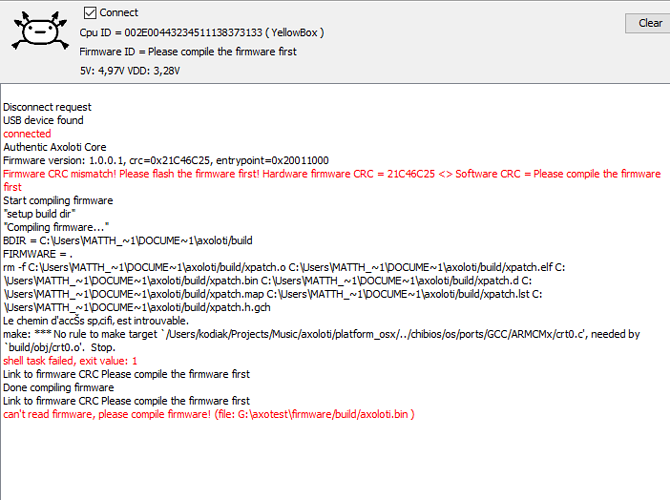 Connect
Clear
Cpu ID = 002E00443234511138373133 ( YellowBox )
Firmware ID = Please compile the firmware first
5V: 4,97V VDD: 3,28V
Disconnect request
USB device found
connected
Authentic Axoloti Core
Firmware version: 1.0.0.1, crc=0x21C46C25, entrypoint=0x20011000
Firmware CRC mismatch! Please flash the firmware first! Hardware firmware CRC = 21C46C25 <> Software CRC = Please compile the firmware
first
Start compiling firmware
"setup build dir"
"Compiling firmware..."
BDIR = C:\Users\MATTH_~1\DOCUME~1\axoloti/build
FIRMWARE = .
rm -f C:\Users\MATTH_~1\DOCUME~1\axoloti/build/xpatch.o C:\Users\MATTH_~1\DOCUME~1\axoloti/build/xpatch.elf C:
\Users\MATTH_~1\DOCUME~1\axoloti/build/xpatch.bin C:\Users\MATTH_~1\DOCUME~1\axoloti/build/xpatch.d C:
\Users\MATTH_~1\DOCUME~1\axoloti/build/xpatch.map C:\Users\MATTH_~1\DOCUME~1\axoloti/build/xpatch.lst C:
\Users\MATTH_~1\DOCUME~1\axoloti/build/xpatch.h.gch
Le chemin d'accŠs sp‚cifi‚ est introuvable.
make: *** No rule to make target `/Users/kodiak/Projects/Music/axoloti/platform_osx/../chibios/os/ports/GCC/ARMCMx/crt0.c', needed by
`build/obj/crt0.o'.  Stop.
shell task failed, exit value: 1
Link to firmware CRC Please compile the firmware first
Done compiling firmware
Link to firmware CRC Please compile the firmware first
can't read firmware, please compile firmware! (file: G:\axotest\firmware/build/axoloti.bin )